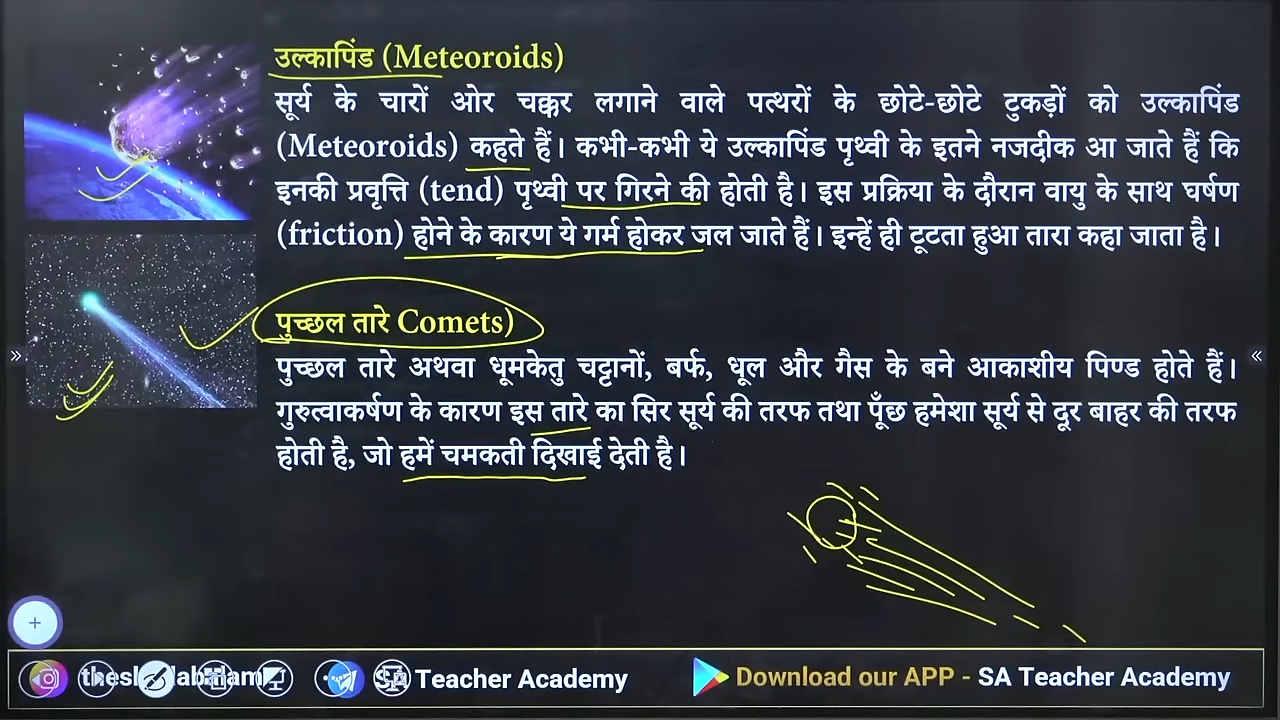 उल्कापिंड (Meteoroids)
सूर्य के चारों ओर चक्कर लगाने वाले पत्थरों के छोटे-छोटे टुकड़ों को उल्कापिंड
(Meteoroids) कहते हैं। कभी-कभी ये उल्कापिंड पृथ्वी के इतने नजदीक आ जाते हैं कि
इनकी प्रवृत्ति (tend) पृथ्वी पर गिरने की होती है। इस प्रक्रिया के दौरान वायु के साथ घर्षण
(friction) होने के कारण ये गर्म होकर जल जाते हैं। इन्हें ही टूटता हुआ तारा कहा जाता है।
पुच्छल तारे Comets)
पुच्छल तारे अथवा धूमकेतु चट्टानों, बर्फ, धूल और गैस के बने आकाशीय पिण्ड होते हैं।
गुरुत्वाकर्षण के कारण इस तारे का सिर सूर्य की तरफ तथा पूँछ हमेशा सूर्य से दूर बाहर की तरफ
होती है, जो हमें चमकती दिखाई देती है।
Teacher Academy
Download our APP - SA Teacher Academy